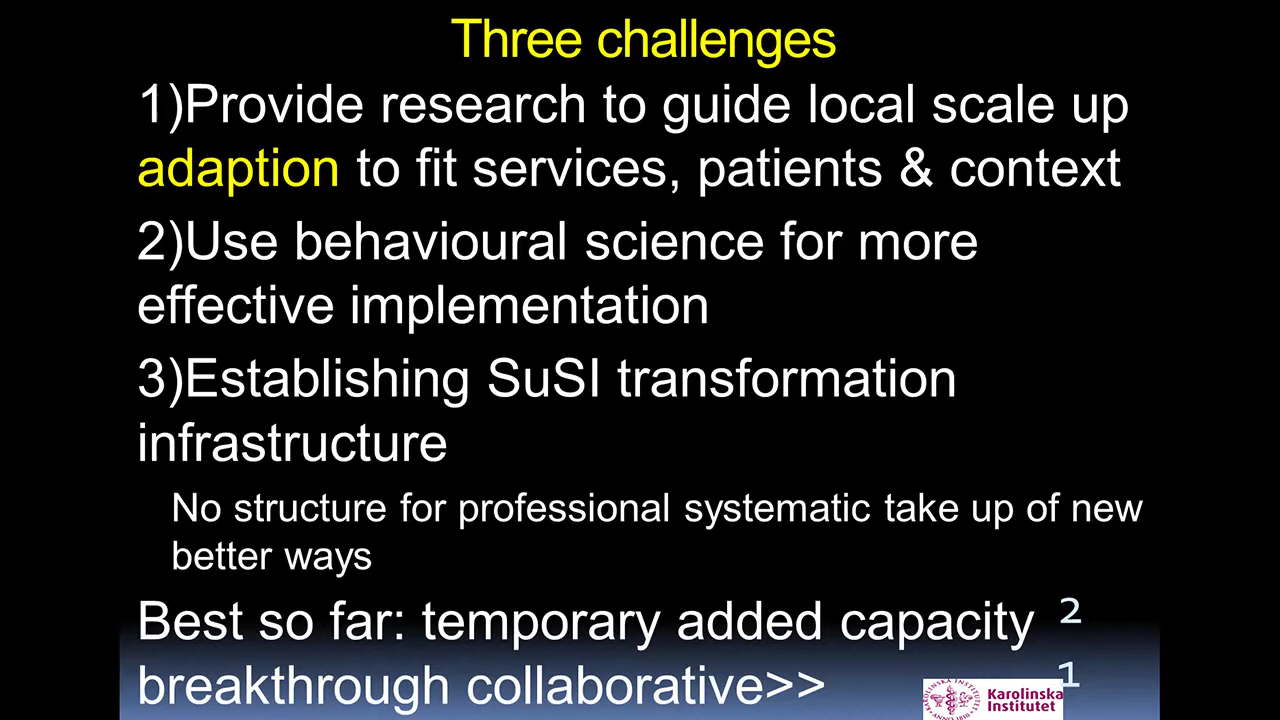 Three challenges
1)Provide research to guide local scale up
adaption to fit services, patients & context
2)Use behavioural science for more
effective implementation
3)Establishing SuSI transformation
infrastructure
No structure for professional systematic take up of new
better ways
Best so far: temporary added capacity
breakthrough collaborative>>
2
1
Karolinska
Institutet